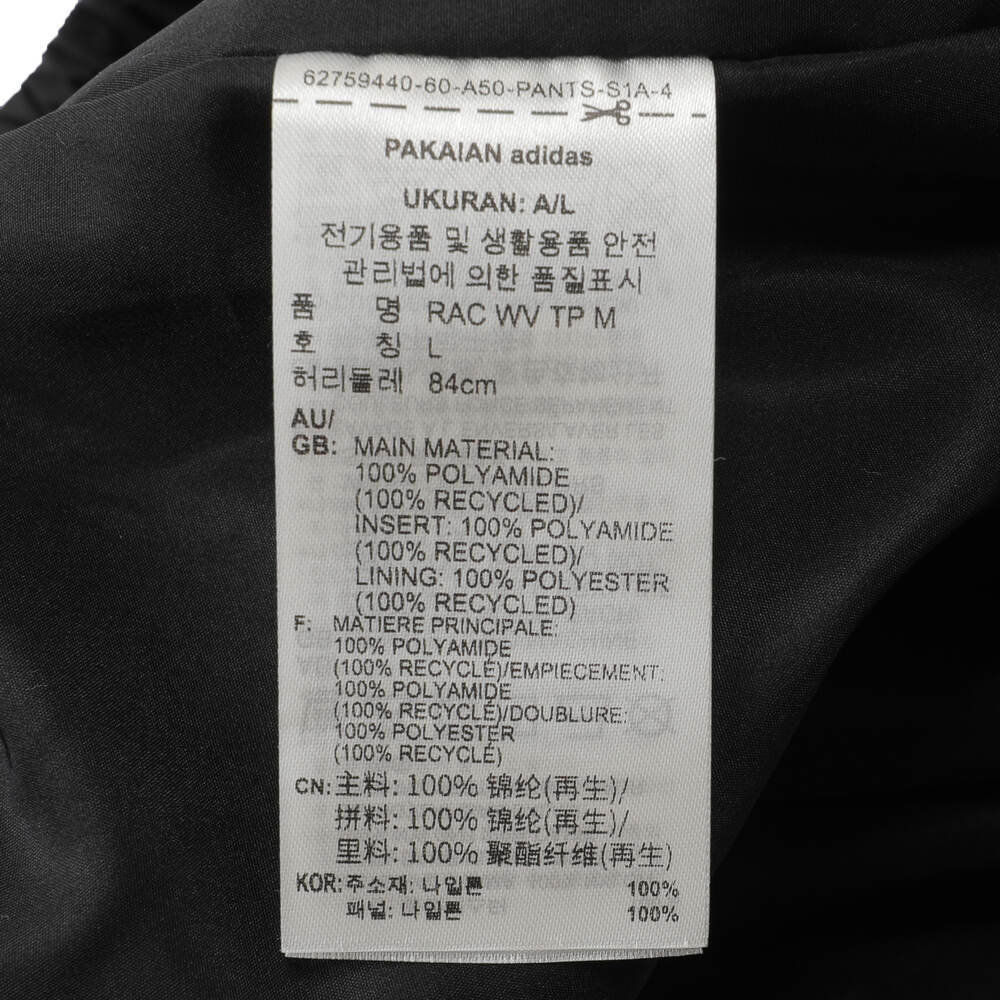 62759440-60-A50-PANTS-S1A-4
PAKAIAN adidas
UKURAN: A/L
전기용품 및 생활용품 안전
관리법에 의한 품질표시
품 명 RAC WV TP M
호 칭 L
허리둘레 84cm
AU/
GB: MAIN MATERIAL:
100% POLYAMIDE
(100% RECYCLED)/
INSERT: 100% POLYAMIDE
(100% RECYCLED)/
LINING: 100% POLYESTER
(100% RECYCLED)
F: MATIERE PRINCIPALE:
100% POLYAMIDE
(100% RECYCLÉ)/EMPIECEMENT:
100% POLYAMIDE
(100% RECYCLÉ)/DOUBLURE:
100% POLYESTER
(100% RECYCLÉ)
CN: 主料: 100% 锦纶(再生)/
拼料: 100% 锦纶(再生)/
里料: 100% 聚酯纤维(再生)
KOR: 주소재: 나일론 100%
패널: 나일론 100%